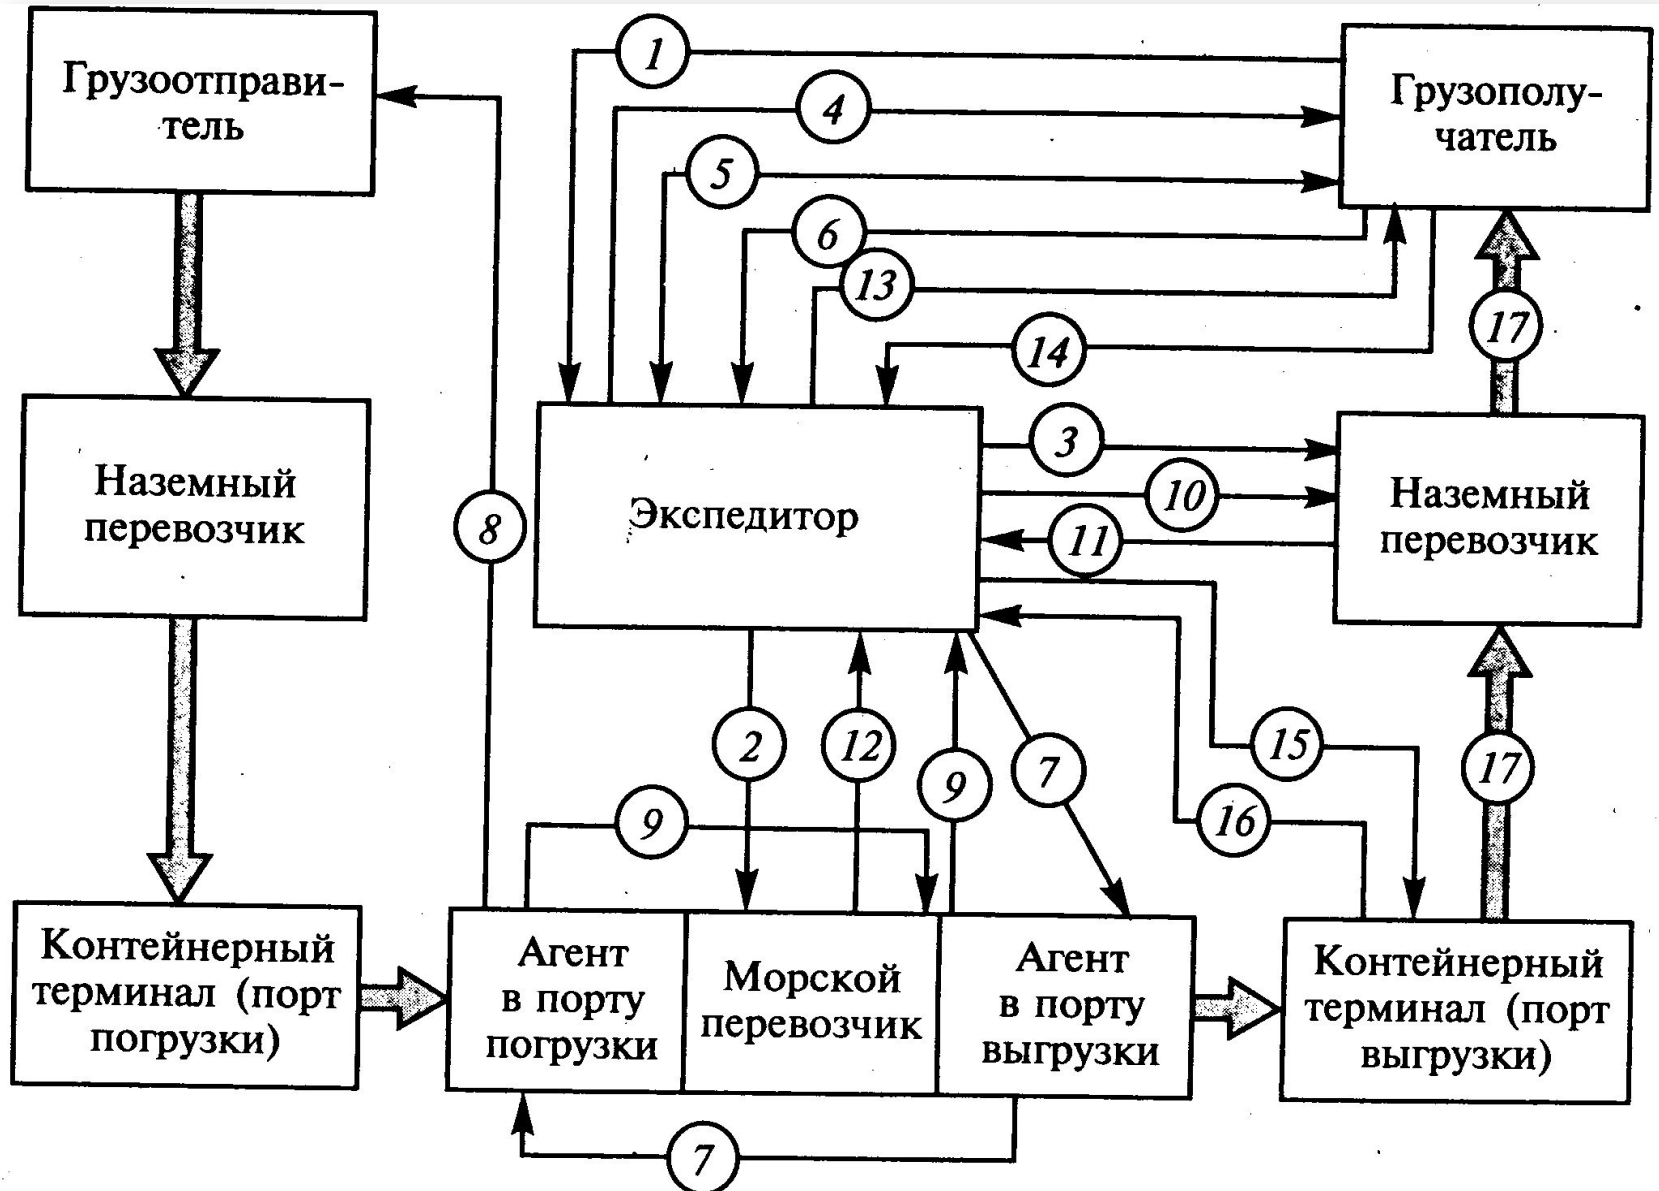 Грузоотправи-
тель
1
4
5
6
13
14
Грузополу-
чатель
17
Наземный
перевозчик
8
Экспедитор
3
10
11
Наземный
перевозчик
2
12
9
7
15
16
17
9
Контейнерный
терминал (порт
погрузки)
Агент
в порту
погрузки
Морской
перевозчик
Агент
в порту
выгрузки
Контейнерный
терминал (порт
выгрузки)
7